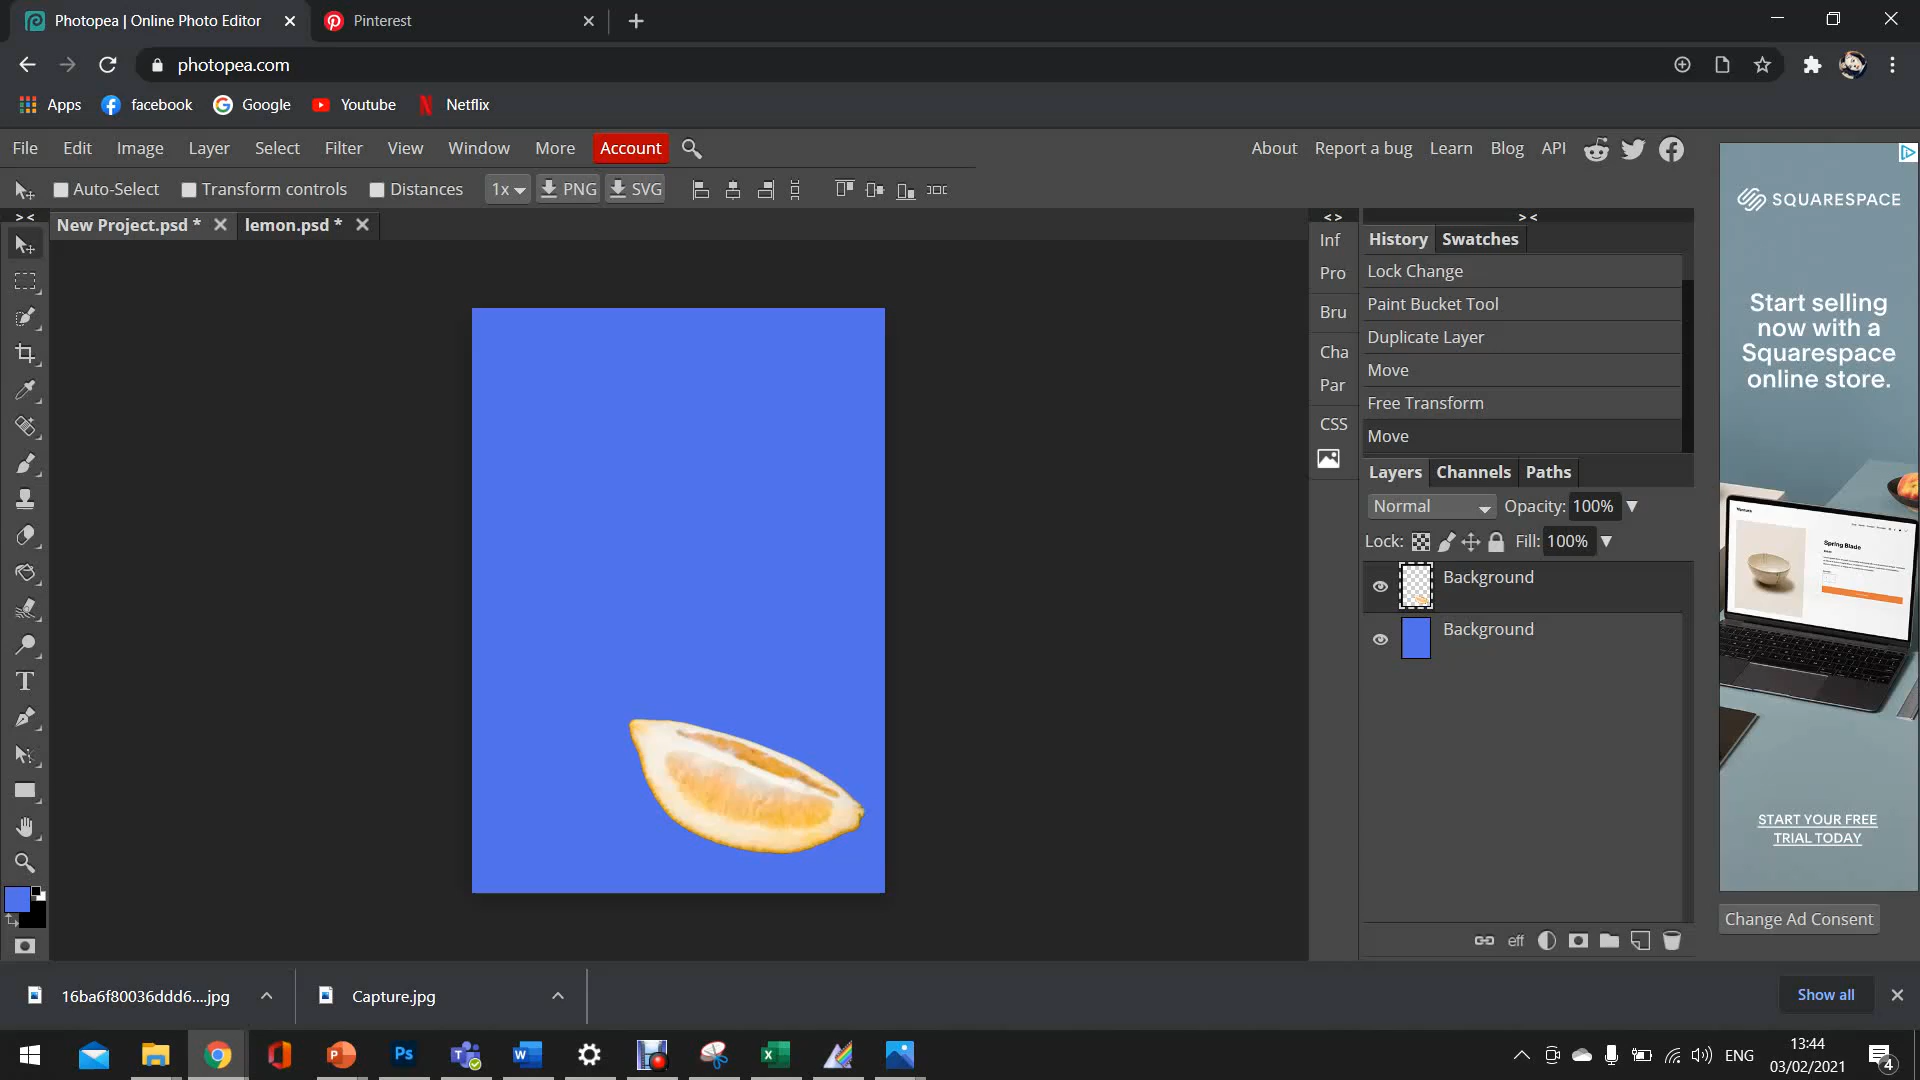 Photopea | Online Photo Editor
Pinterest
photopea.com
Apps facebook Google Youtube Netflix
File Edit Image Layer Select Filter View Window More Account
About Report a bug Learn Blog API
Auto-Select Transform controls Distances 1x PNG SVG
New Project.psd *
lemon.psd *
Inf
Pro
Bru
Cha
Par
CSS
History Swatches
Lock Change
Paint Bucket Tool
Duplicate Layer
Move
Free Transform
Move
Layers Channels Paths
Normal Opacity: 100%
Lock: Fill: 100%
Background
Background
eff
SQUARESPACE
Start selling
now with a
Squarespace
online store.
Spring Blade
START YOUR FREE
TRIAL TODAY
Change Ad Consent
16ba6f80036ddd6....jpg
Capture.jpg
Show all
ENG
13:44
03/02/2021
4